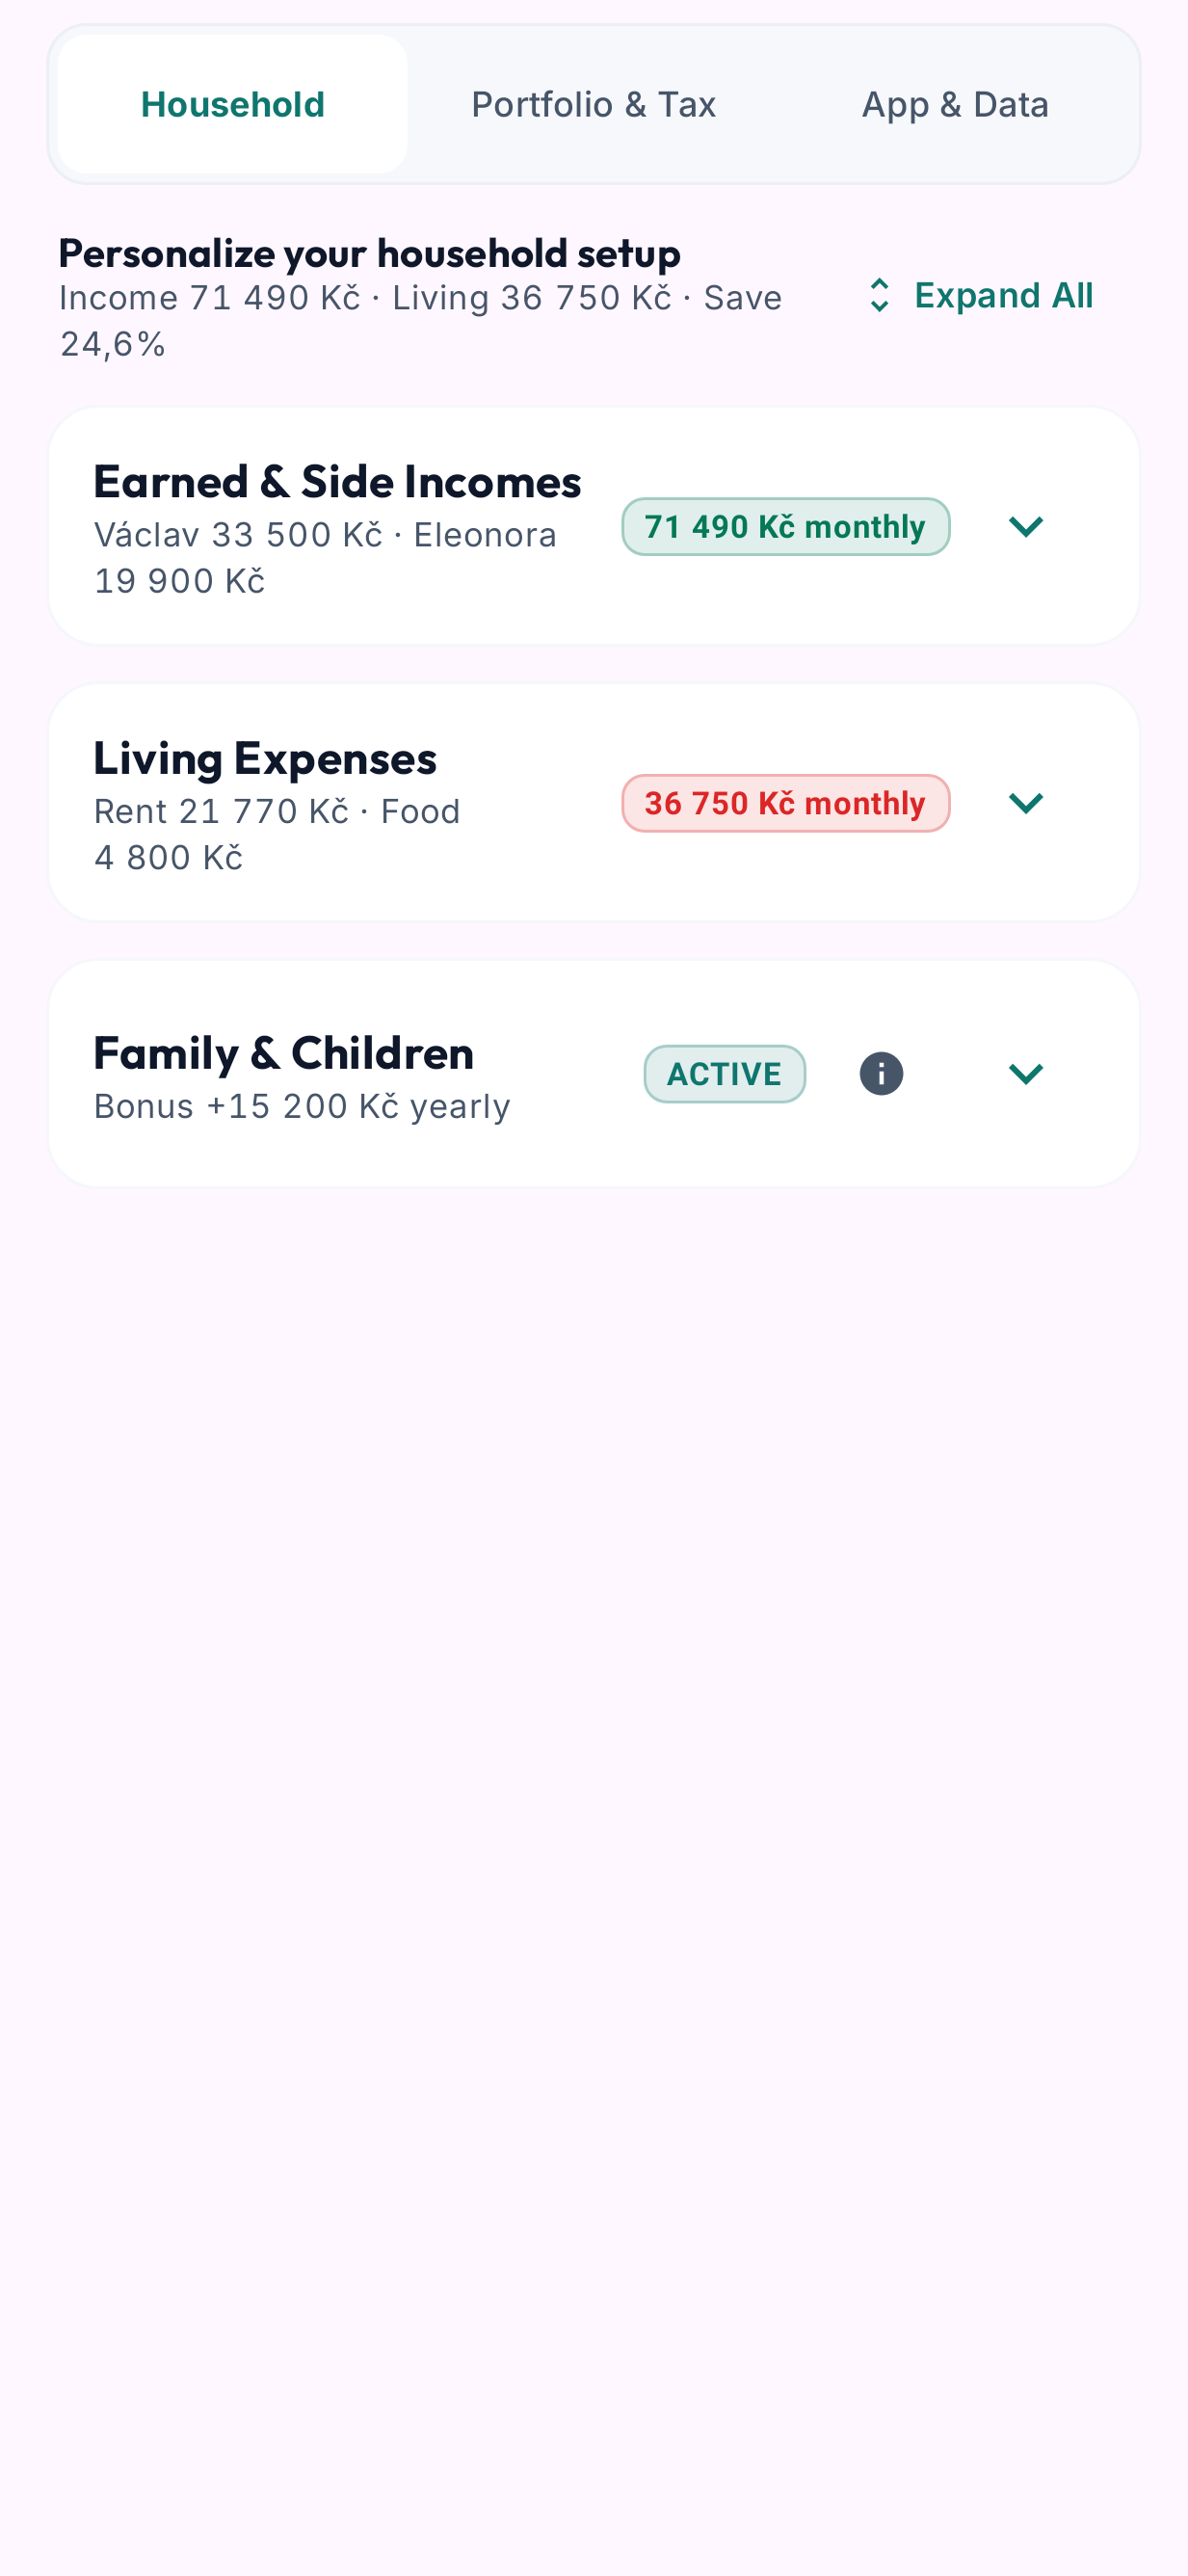 Household
Portfolio & Tax
App & Data
Personalize your household setup
Income 71 490 Kč · Living 36 750 Kč · Save
24,6%
Expand All
Earned & Side Incomes
Václav 33 500 Kč · Eleonora
19 900 Kč
71 490 Kč monthly
Living Expenses
Rent 21 770 Kč · Food
4 800 Kč
36 750 Kč monthly
Family & Children
Bonus +15 200 Kč yearly
ACTIVE